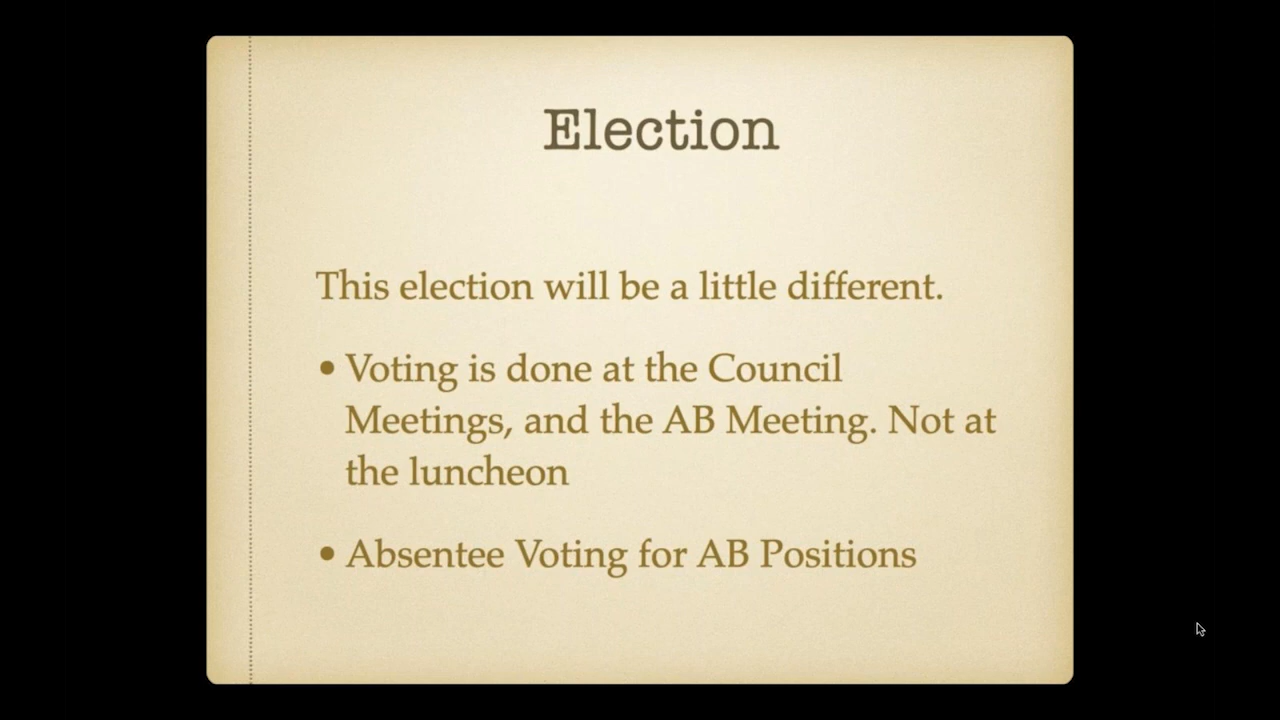 Election
This election will be a little different.
• Voting is done at the Council
Meetings, and the AB Meeting. Not at
the luncheon
• Absentee Voting for AB Positions